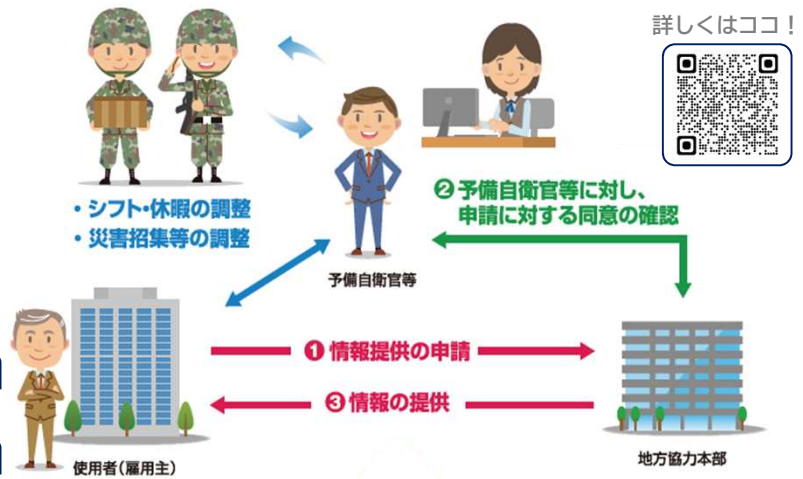 詳しくはココ！
・シフト・休暇の調整
・災害招集等の調整
❷予備自衛官等に対し、
申請に対する同意の確認
予備自衛官等
❶情報提供の申請
❸情報の提供
使用者（雇用主）
地方協力本部